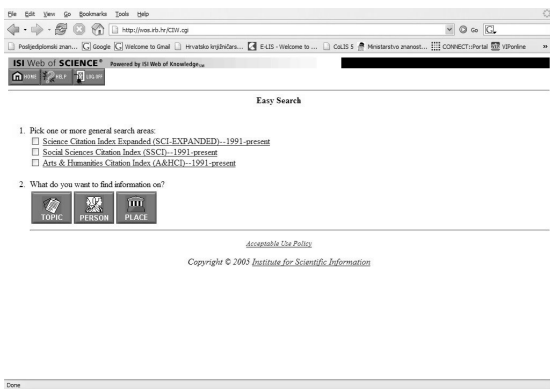 File Edit View Go Bookmarks Tools Help
http://wos.irb.hr/CIW.cgi Go
Poslijediplomski znan... Google Welcome to Gmail Hrvatsko knjižničars... E-LIS - Welcome to ... CoLIS 5 Ministarstvo znanost... CONNECT::Portal VIPonline »
ISI Web of SCIENCE® Powered by ISI Web of Knowledge SM
HOME HELP LOG OFF
Easy Search
1. Pick one or more general search areas:
Science Citation Index Expanded (SCI-EXPANDED)--1991-present
Social Sciences Citation Index (SSCI)--1991-present
Arts & Humanities Citation Index (A&HCI)--1991-present
2. What do you want to find information on?
TOPIC PERSON PLACE
Acceptable Use Policy
Copyright © 2005 Institute for Scientific Information
Done